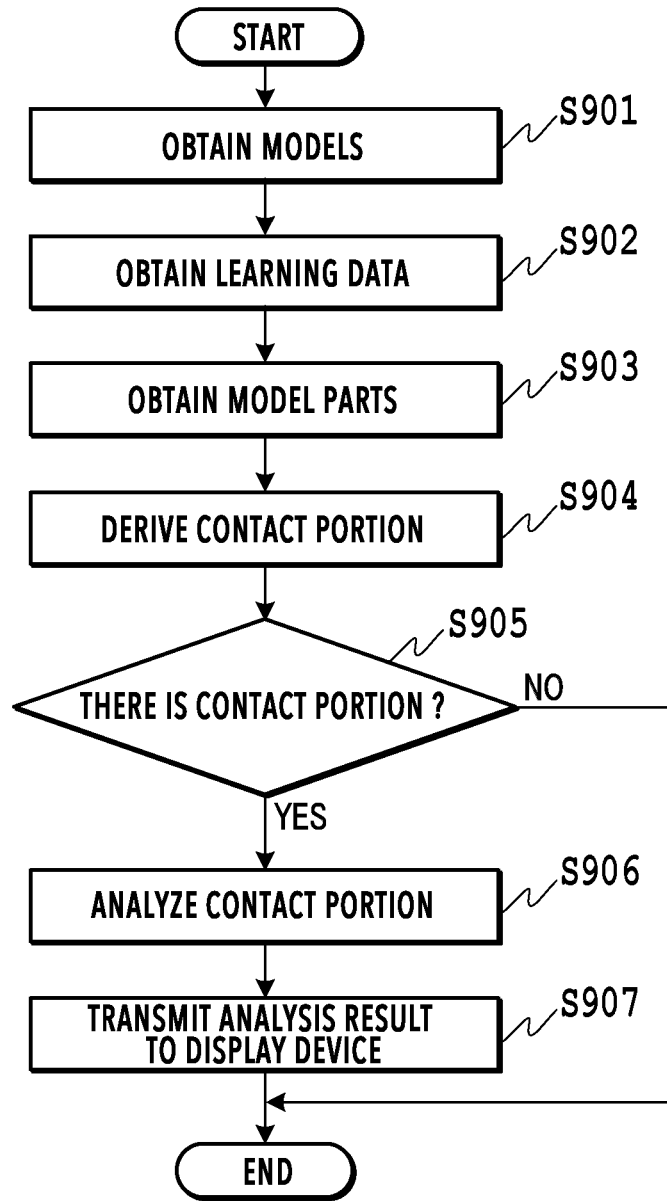 START
S901
OBTAIN MODELS
S902
OBTAIN LEARNING DATA
S903
OBTAIN MODEL PARTS
S904
DERIVE CONTACT PORTION
S905
THERE IS CONTACT PORTION ?
NO
YES
S906
ANALYZE CONTACT PORTION
S907
TRANSMIT ANALYSIS RESULT
TO DISPLAY DEVICE
END